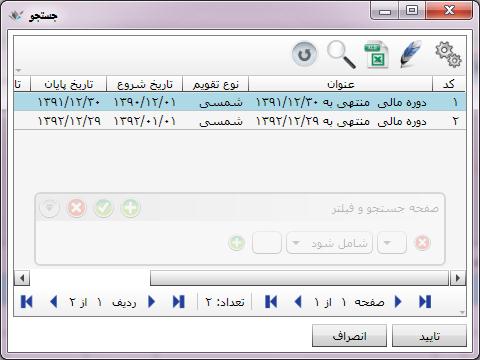 جستجو
کد عنوان نوع تقویم تاریخ شروع تاریخ پایان تا
۱ دوره مالی منتهی به ۱۳۹۱/۱۲/۳۰ شمسی ۱۳۹۰/۱۲/۰۱ ۱۳۹۱/۱۲/۳۰
۲ دوره مالی منتهی به ۱۳۹۲/۱۲/۲۹ شمسی ۱۳۹۲/۰۱/۰۱ ۱۳۹۲/۱۲/۲۹
صفحه جستجو و فیلتر
شامل شود
صفحه ۱ از ۱ تعداد: ۲ ردیف ۱ از ۲
تایید انصراف